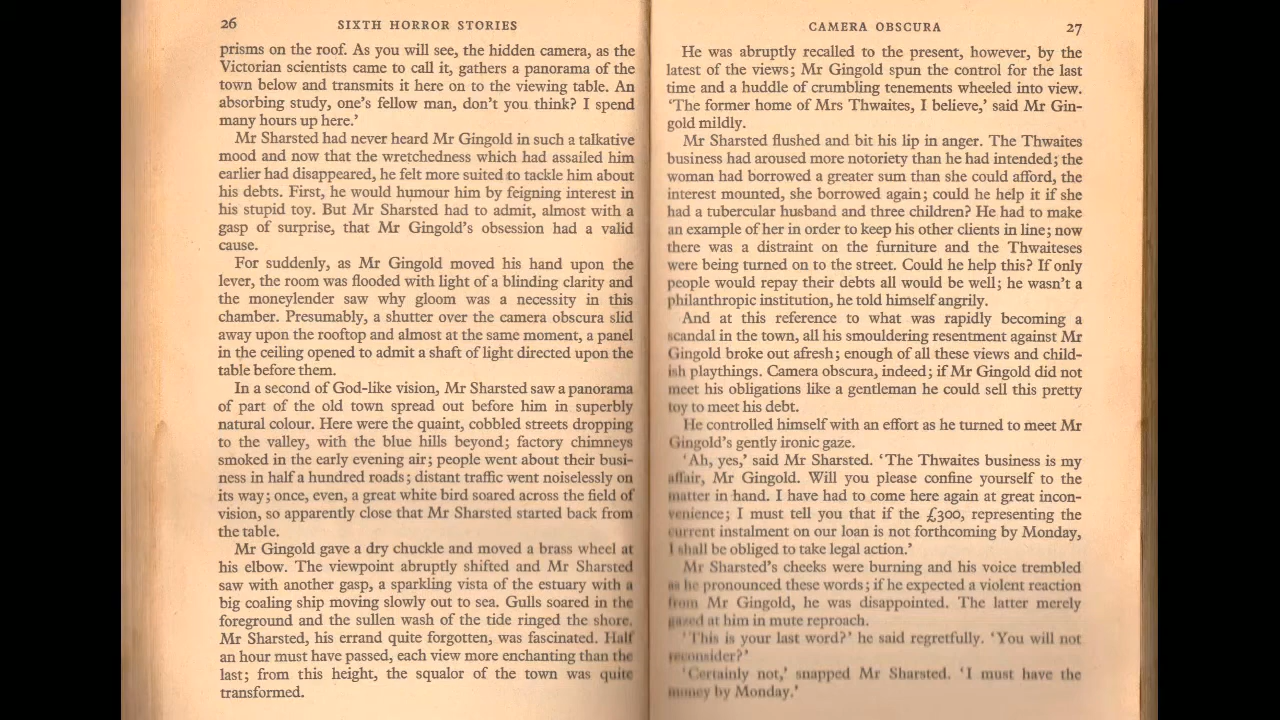 26 SIXTH HORROR STORIES
prisms on the roof. As you will see, the hidden camera, as the
Victorian scientists came to call it, gathers a panorama of the
town below and transmits it here on to the viewing table. An
absorbing study, one's fellow man, don't you think? I spend
many hours up here.'
Mr Sharsted had never heard Mr Gingold in such a talkative
mood and now that the wretchedness which had assailed him
earlier had disappeared, he felt more suited to tackle him about
his debts. First, he would humour him by feigning interest in
his stupid toy. But Mr Sharsted had to admit, almost with a
gasp of surprise, that Mr Gingold's obsession had a valid
cause.
For suddenly, as Mr Gingold moved his hand upon the
lever, the room was flooded with light of a blinding clarity and
the moneylender saw why gloom was a necessity in this
chamber. Presumably, a shutter over the camera obscura slid
away upon the rooftop and almost at the same moment, a panel
in the ceiling opened to admit a shaft of light directed upon the
table before them.
In a second of God-like vision, Mr Sharsted saw a panorama
of part of the old town spread out before him in superbly
natural colour. Here were the quaint, cobbled streets dropping
to the valley, with the blue hills beyond; factory chimneys
smoked in the early evening air; people went about their busi-
ness in half a hundred roads; distant traffic went noiselessly on
its way; once, even, a great white bird soared across the field of
vision, so apparently close that Mr Sharsted started back from
the table.
Mr Gingold gave a dry chuckle and moved a brass wheel at
his elbow. The viewpoint abruptly shifted and Mr Sharsted
saw with another gasp, a sparkling vista of the estuary with a
big coaling ship moving slowly out to sea. Gulls soared in the
foreground and the sullen wash of the tide ringed the shore.
Mr Sharsted, his errand quite forgotten, was fascinated. Half
an hour must have passed, each view more enchanting than the
last; from this height, the squalor of the town was quite
transformed.
CAMERA OBSCURA 27
He was abruptly recalled to the present, however, by the
latest of the views; Mr Gingold spun the control for the last
time and a huddle of crumbling tenements wheeled into view.
'The former home of Mrs Thwaites, I believe,' said Mr Gin-
gold mildly.
Mr Sharsted flushed and bit his lip in anger. The Thwaites
business had aroused more notoriety than he had intended; the
woman had borrowed a greater sum than she could afford, the
interest mounted, she borrowed again; could he help it if she
had a tubercular husband and three children? He had to make
an example of her in order to keep his other clients in line; now
there was a distraint on the furniture and the Thwaiteses
were being turned on to the street. Could he help this? If only
people would repay their debts all would be well; he wasn't a
philanthropic institution, he told himself angrily.
And at this reference to what was rapidly becoming a
scandal in the town, all his smouldering resentment against Mr
Gingold broke out afresh; enough of all these views and child-
ish playthings. Camera obscura, indeed; if Mr Gingold did not
meet his obligations like a gentleman he could sell this pretty
toy to meet his debt.
He controlled himself with an effort as he turned to meet Mr
Gingold's gently ironic gaze.
'Ah, yes,' said Mr Sharsted. 'The Thwaites business is my
affair, Mr Gingold. Will you please confine yourself to the
matter in hand. I have had to come here again at great incon-
venience; I must tell you that if the £300, representing the
current instalment on our loan is not forthcoming by Monday,
I shall be obliged to take legal action.'
Mr Sharsted's cheeks were burning and his voice trembled
as he pronounced these words; if he expected a violent reaction
from Mr Gingold, he was disappointed. The latter merely
gazed at him in mute reproach.
'This is your last word?' he said regretfully. 'You will not
reconsider?'
'Certainly not,' snapped Mr Sharsted. 'I must have the
money by Monday.'